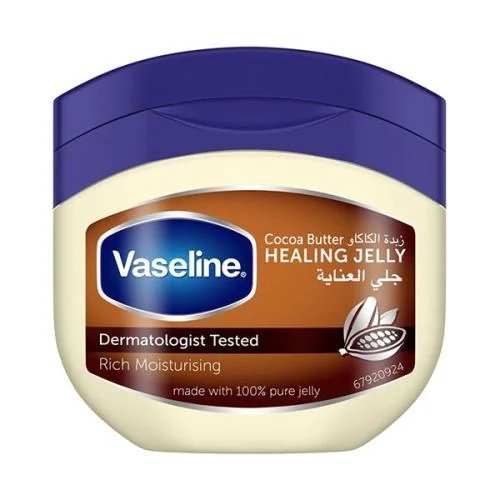 Vaseline®
Cocoa Butter زبدة الكاكاو
HEALING JELLY
جلي العناية
Dermatologist Tested
Rich Moisturising
made with 100% pure jelly
67920924